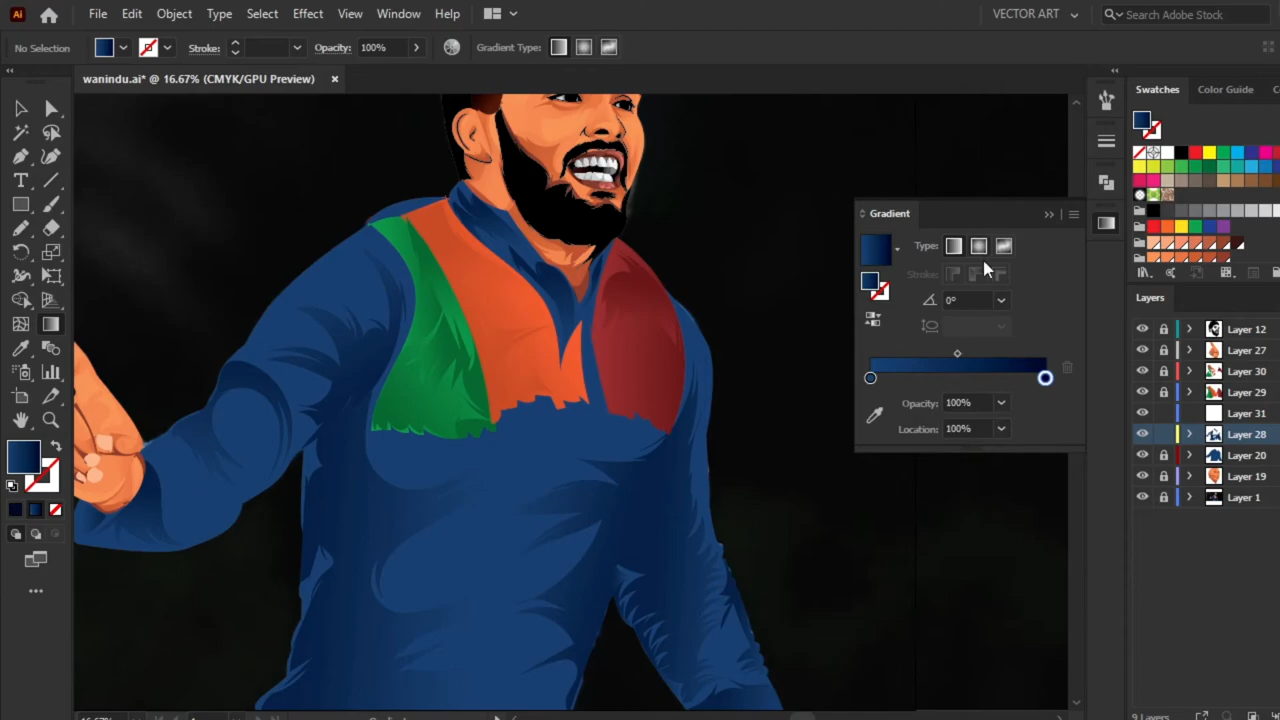 Ai File Edit Object Type Select Effect View Window Help VECTOR ART Search Adobe Stock
No Selection Stroke: Opacity: 100% Gradient Type:
wanindu.ai* @ 16.67% (CMYK/GPU Preview) ×
Swatches Color Guide
Gradient
Type:
Stroke:
0°
Opacity: 100%
Location: 100%
Layers
Layer 12
Layer 27
Layer 30
Layer 29
Layer 31
Layer 28
Layer 20
Layer 19
Layer 1
9 Layers